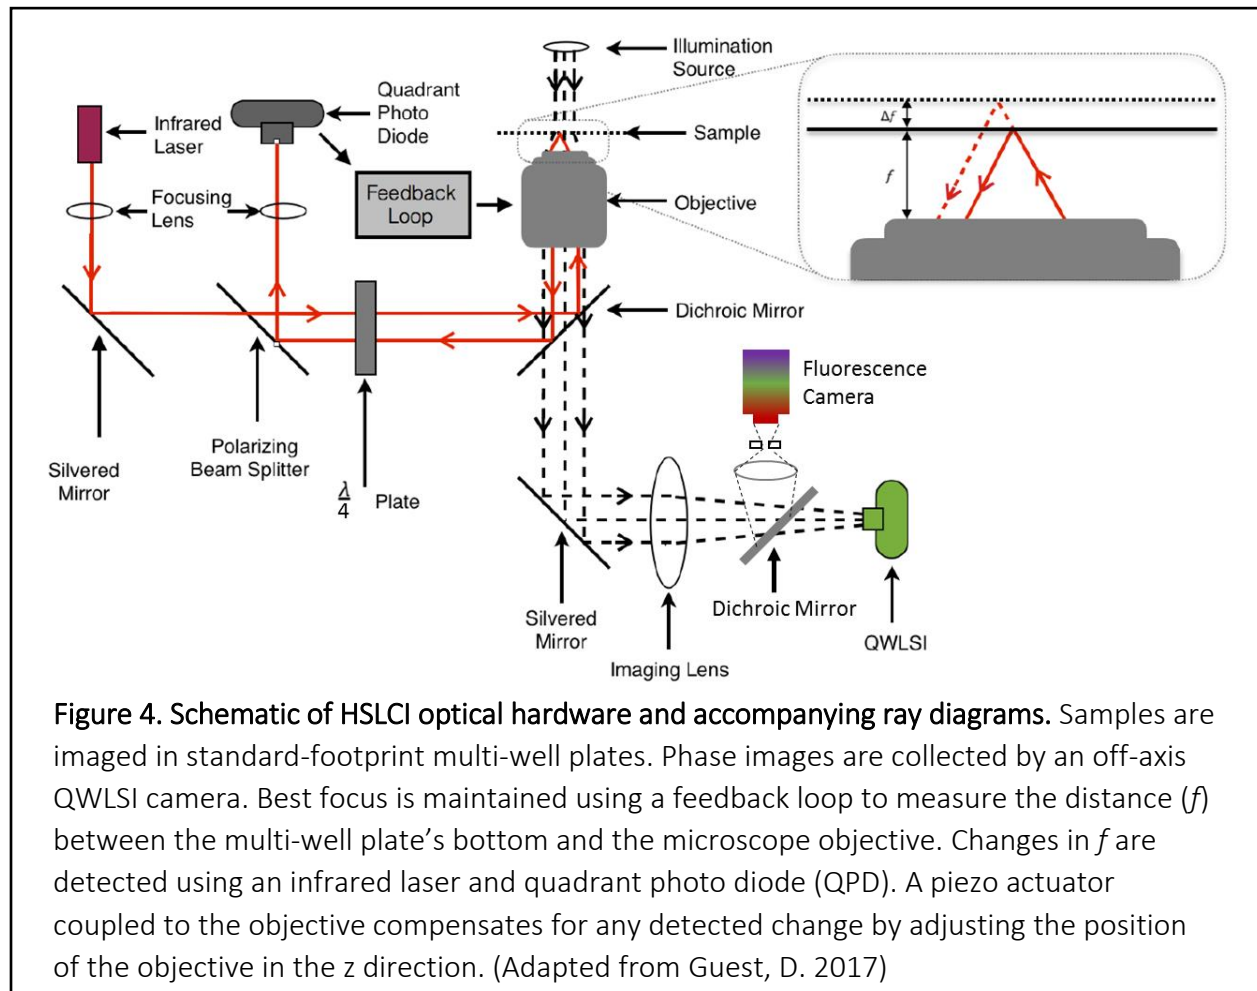 Illumination
Source
Quadrant
Photo
Diode
Infrared
Laser
Sample
Δf
f
Focusing
Lens
Feedback
Loop
Objective
Dichroic Mirror
Fluorescence
Camera
Silvered
Mirror
Polarizing
Beam Splitter
λ
4
Plate
Silvered
Mirror
Imaging Lens
Dichroic Mirror
QWLSI
Figure 4. Schematic of HSLCI optical hardware and accompanying ray diagrams. Samples are
imaged in standard-footprint multi-well plates. Phase images are collected by an off-axis
QWLSI camera. Best focus is maintained using a feedback loop to measure the distance (f)
between the multi-well plate’s bottom and the microscope objective. Changes in f are
detected using an infrared laser and quadrant photo diode (QPD). A piezo actuator
coupled to the objective compensates for any detected change by adjusting the position
of the objective in the z direction. (Adapted from Guest, D. 2017)